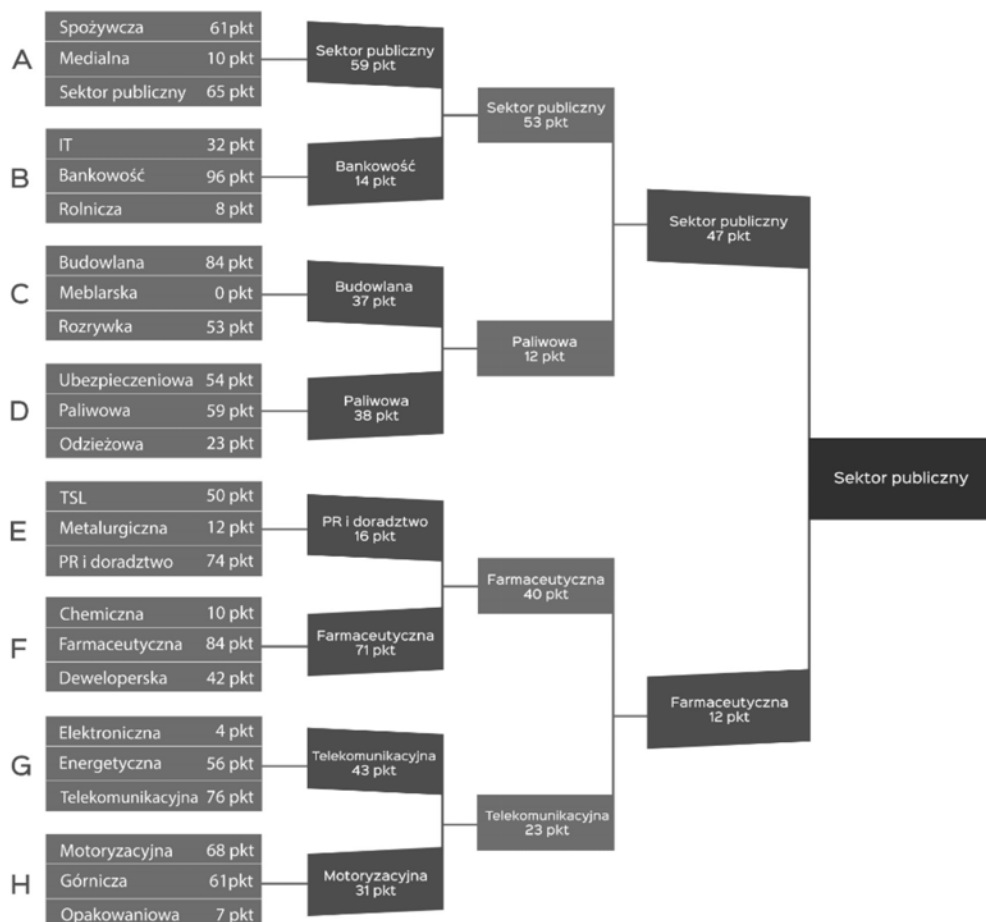 A
Spożywcza 61pkt
Medialna 10 pkt
Sektor publiczny 65 pkt
B
IT 32 pkt
Bankowość 96 pkt
Rolnicza 8 pkt
C
Budowlana 84 pkt
Meblarska 0 pkt
Rozrywka 53 pkt
D
Ubezpieczeniowa 54 pkt
Paliwowa 59 pkt
Odzieżowa 23 pkt
E
TSL 50 pkt
Metalurgiczna 12 pkt
PR i doradztwo 74 pkt
F
Chemiczna 10 pkt
Farmaceutyczna 84 pkt
Deweloperska 42 pkt
G
Elektroniczna 4 pkt
Energetyczna 56 pkt
Telekomunikacyjna 76 pkt
H
Motoryzacyjna 68 pkt
Górnicza 61pkt
Opakowaniowa 7 pkt
Sektor publiczny
59 pkt
Bankowość
14 pkt
Budowlana
37 pkt
Paliwowa
38 pkt
PR i doradztwo
16 pkt
Farmaceutyczna
71 pkt
Telekomunikacyjna
43 pkt
Motoryzacyjna
31 pkt
Sektor publiczny
53 pkt
Paliwowa
12 pkt
Farmaceutyczna
40 pkt
Telekomunikacyjna
23 pkt
Sektor publiczny
47 pkt
Farmaceutyczna
12 pkt
Sektor publiczny